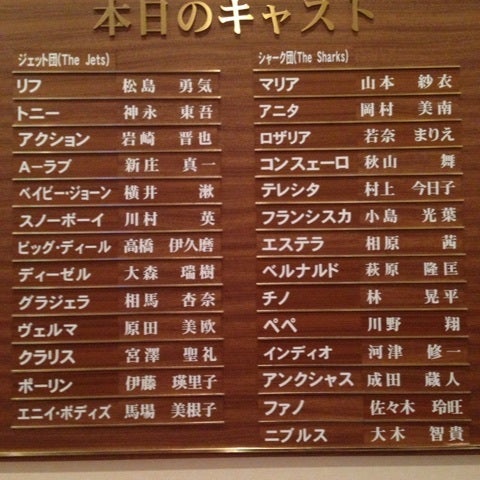 本日のキャスト
ジェット団(The Jets)
リフ 松島 勇気
トニー 神永 東吾
アクション 岩崎 晋也
A-ラブ 新庄 真一
ベイビー・ジョーン 横井 漱
スノーボーイ 川村 英
ビッグ・ディール 高橋 伊久磨
ディーゼル 大森 瑞樹
グラジェラ 相馬 杏奈
ヴェルマ 原田 美欧
クラリス 宮澤 聖礼
ポーリン 伊藤 瑛里子
エニイ・ボディズ 馬場 美根子
シャーク団(The Sharks)
マリア 山本 紗衣
アニタ 岡村 美南
ロザリア 若奈 まりえ
コンスェーロ 秋山 舞
テレシタ 村上 今日子
フランシスカ 小島 光葉
エステラ 相原 茜
ベルナルド 萩原 隆匡
チノ 林 晃平
ペペ 川野 翔
インディオ 河津 修一
アンクシャス 成田 蔵人
ファノ 佐々木 玲旺
ニブルス 大木 智貴